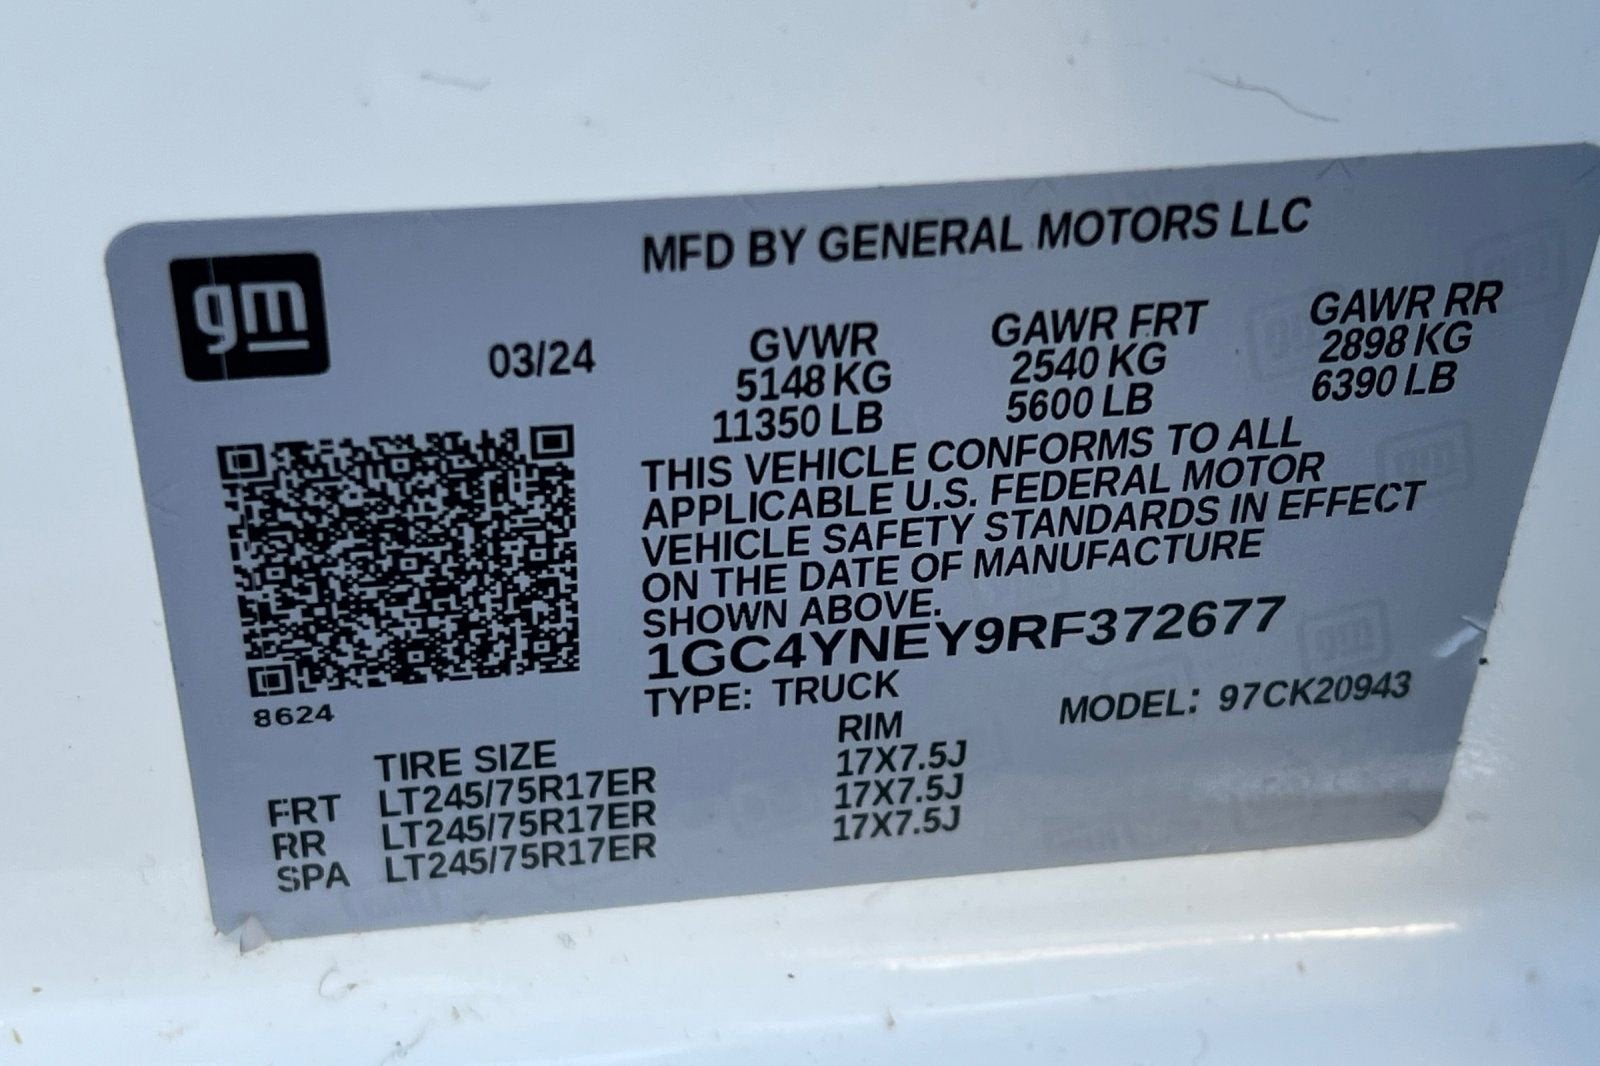 gm
MFD BY GENERAL MOTORS LLC
03/24
GVWR GAWR FRT GAWR RR
5148 KG 2540 KG 2898 KG
11350 LB 5600 LB 6390 LB
THIS VEHICLE CONFORMS TO ALL
APPLICABLE U.S. FEDERAL MOTOR
VEHICLE SAFETY STANDARDS IN EFFECT
ON THE DATE OF MANUFACTURE
SHOWN ABOVE.
1GC4YNEY9RF372677
TYPE: TRUCK MODEL: 97CK20943
8624
TIRE SIZE RIM
FRT LT245/75R17ER 17X7.5J
RR LT245/75R17ER 17X7.5J
SPA LT245/75R17ER 17X7.5J